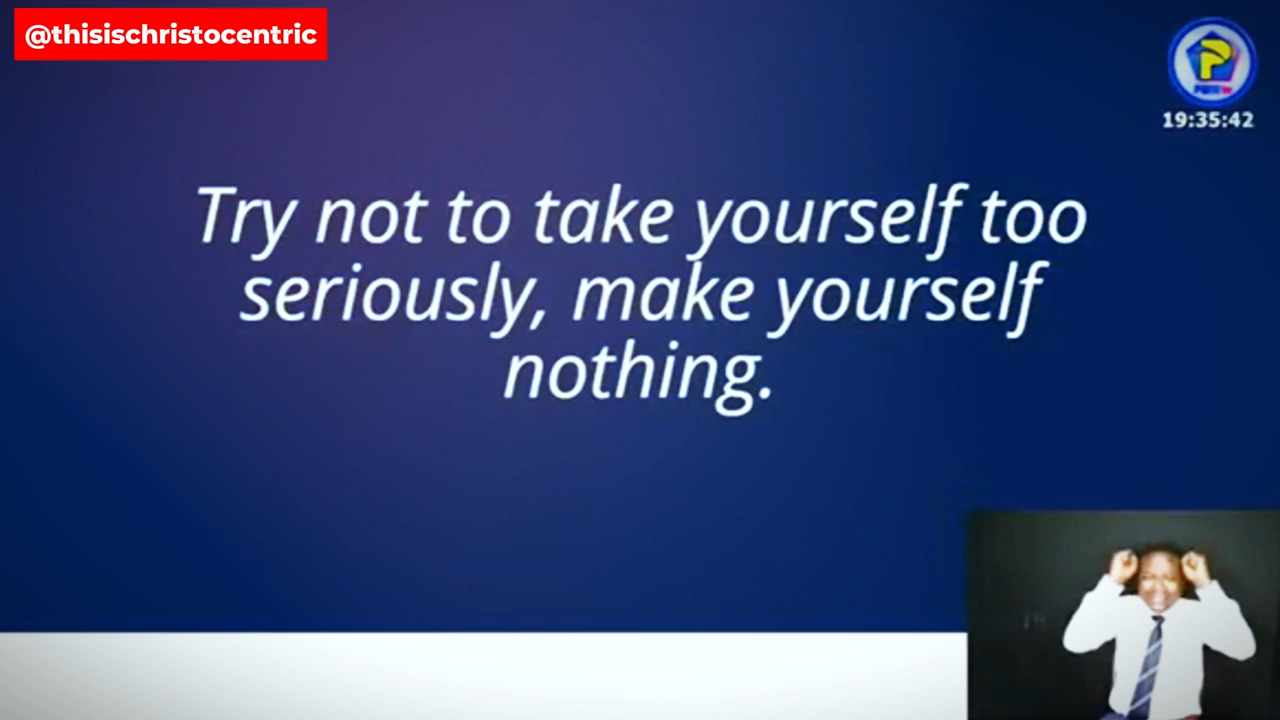 @thisischristocentric
P
19:35:42
Try not to take yourself too
seriously, make yourself
nothing.